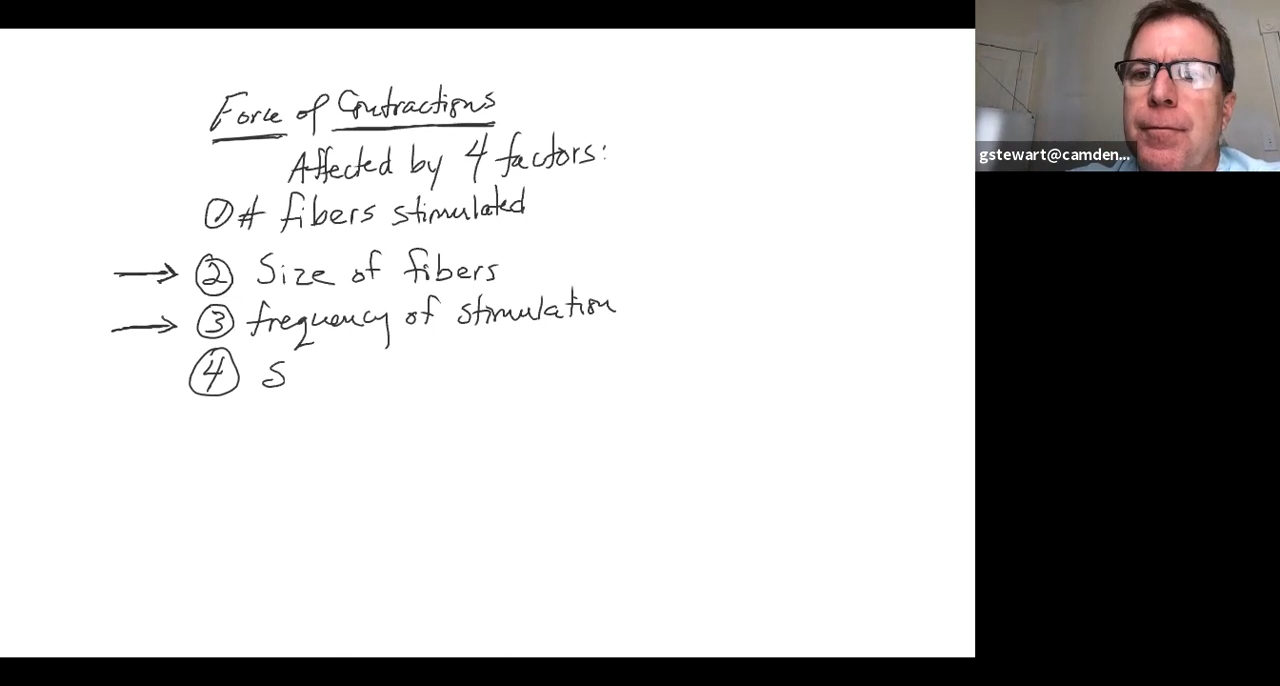 Force of Contractions
Affected by 4 factors:
① # fibers stimulated
→ ② Size of fibers
→ ③ frequency of stimulation
④ S
gstewart@camden...